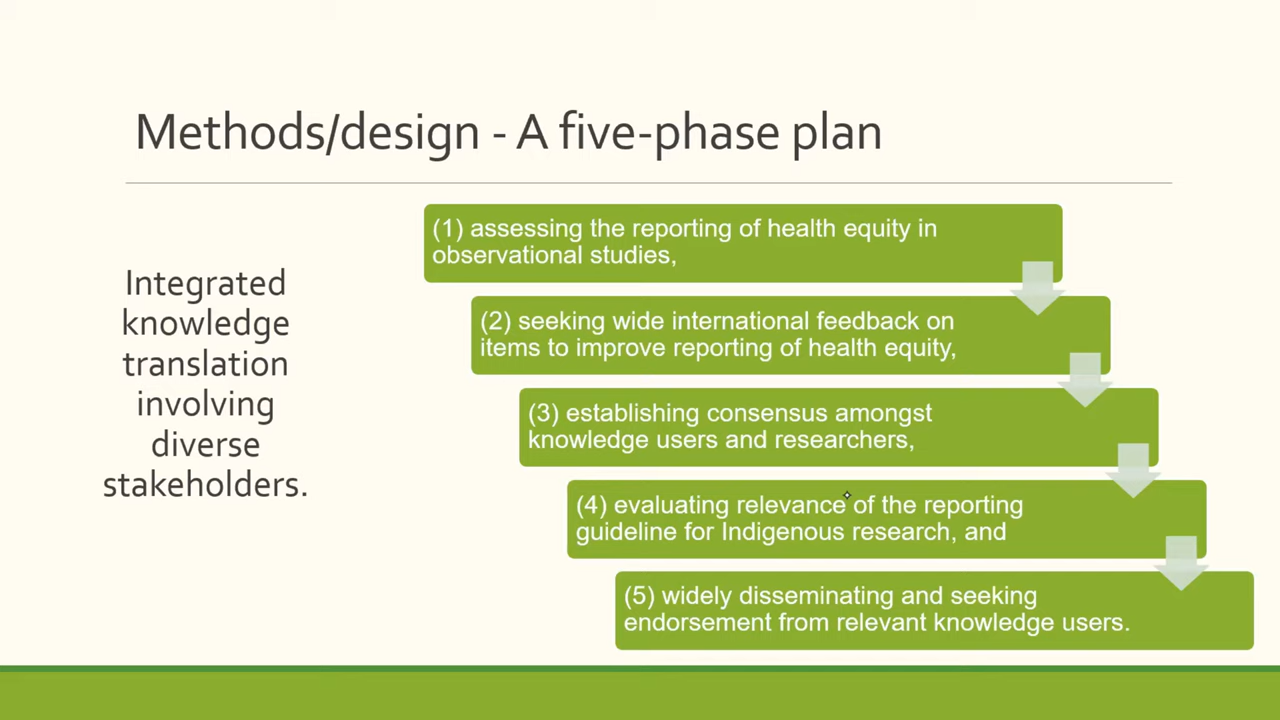 Methods/design - A five-phase plan
Integrated
knowledge
translation
involving
diverse
stakeholders.
(1) assessing the reporting of health equity in
observational studies,
(2) seeking wide international feedback on
items to improve reporting of health equity,
(3) establishing consensus amongst
knowledge users and researchers,
(4) evaluating relevance of the reporting
guideline for Indigenous research, and
(5) widely disseminating and seeking
endorsement from relevant knowledge users.